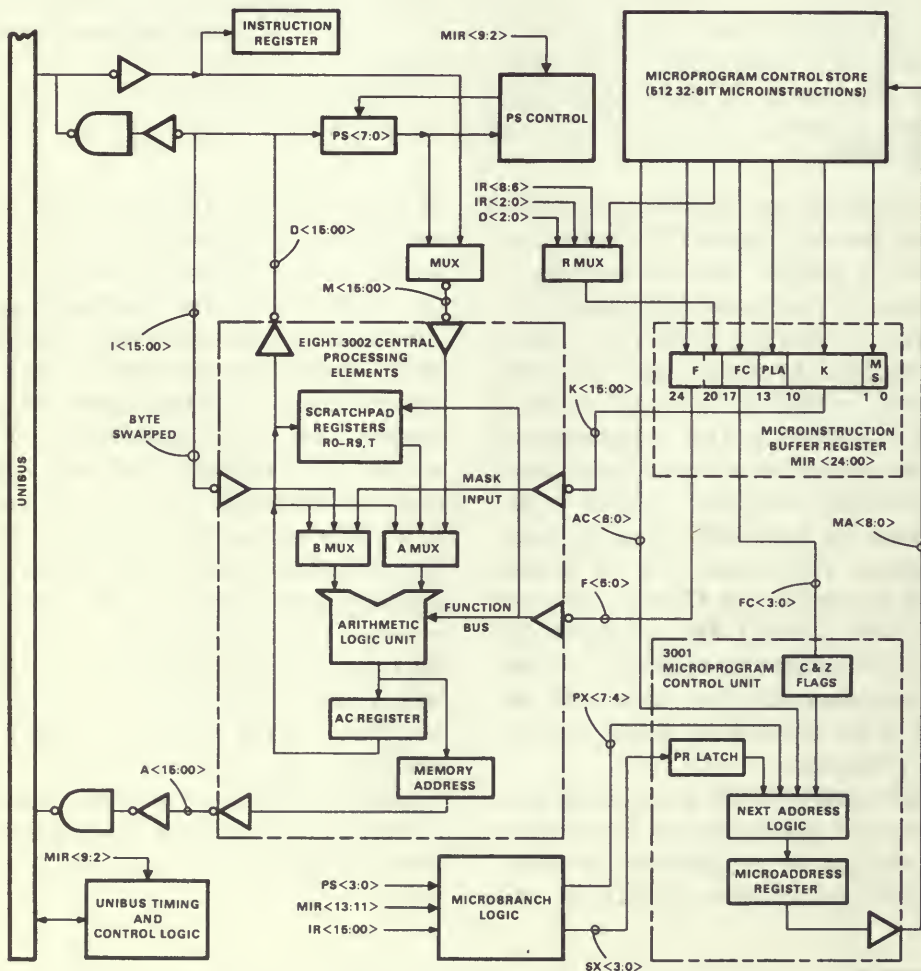 INSTRUCTION
REGISTER
MIR<9:2>
MICROPROGRAM CONTROL STORE
(512 32-BIT MICROINSTRUCTIONS)
PS CONTROL
PS<7:0>
IR<8:6>
IR<2:0>
D<2:0>
D<15:00>
MUX
R MUX
M<15:00>
I<15:00>
EIGHT 3002 CENTRAL
PROCESSING
ELEMENTS
F
FC
PLA
K
M
S
24
20
17
13
10
1
0
K<15:00>
SCRATCHPAD
REGISTERS
R0-R9, T
MICROINSTRUCTION
BUFFER REGISTER
MIR <24:00>
BYTE
SWAPPED
UNIBUS
MASK
INPUT
AC<6:0>
MA<8:0>
B MUX
A MUX
F<6:0>
FC<3:0>
FUNCTION
BUS
ARITHMETIC
LOGIC UNIT
3001
MICROPROGRAM
CONTROL UNIT
C & Z
FLAGS
PX<7:4>
AC REGISTER
PR LATCH
MEMORY
ADDRESS
A<15:00>
NEXT ADDRESS
LOGIC
MIR<9:2>
MICROADDRESS
REGISTER
PS<3:0>
MIR<13:11>
IR<15:00>
MICROBRANCH
LOGIC
UNIBUS TIMING
AND
CONTROL LOGIC
SX<3:0>